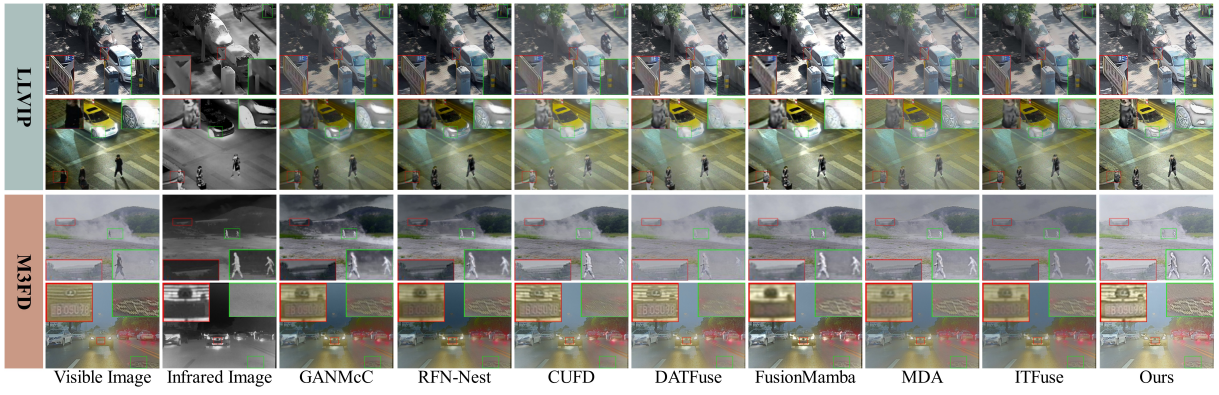 LLVIP
M3FD
Visible Image Infrared Image GANMcC RFN-Nest CUFD DATFuse FusionMamba MDA ITFuse Ours